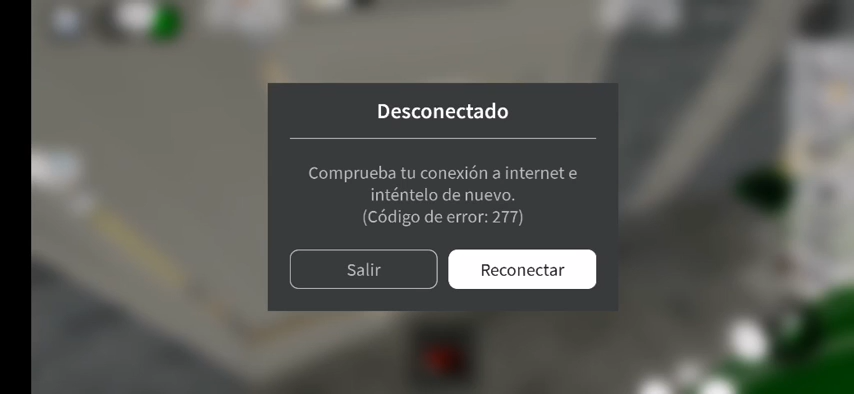 Desconectado
Comprueba tu conexión a internet e
inténtelo de nuevo.
(Código de error: 277)
Salir
Reconectar